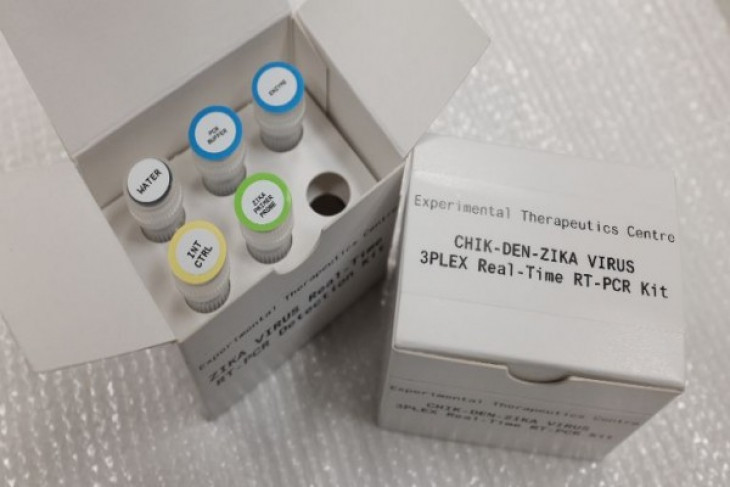 ENZYME
PCR
BUFFER
WATER
ZIKA
PRIMER
PROBE
INT
CTRL
Experimental Therapeutics Centre
ZIKA VIRUS Real-Time
RT-PCR Detection Kit
Experimental Therapeutics Centre
CHIK-DEN-ZIKA VIRUS
3PLEX Real-Time RT-PCR Kit
Experimental Therapeutics Centre
CHIK-DEN-ZIKA VIRUS
3PLEX Real-Time RT-PCR Kit